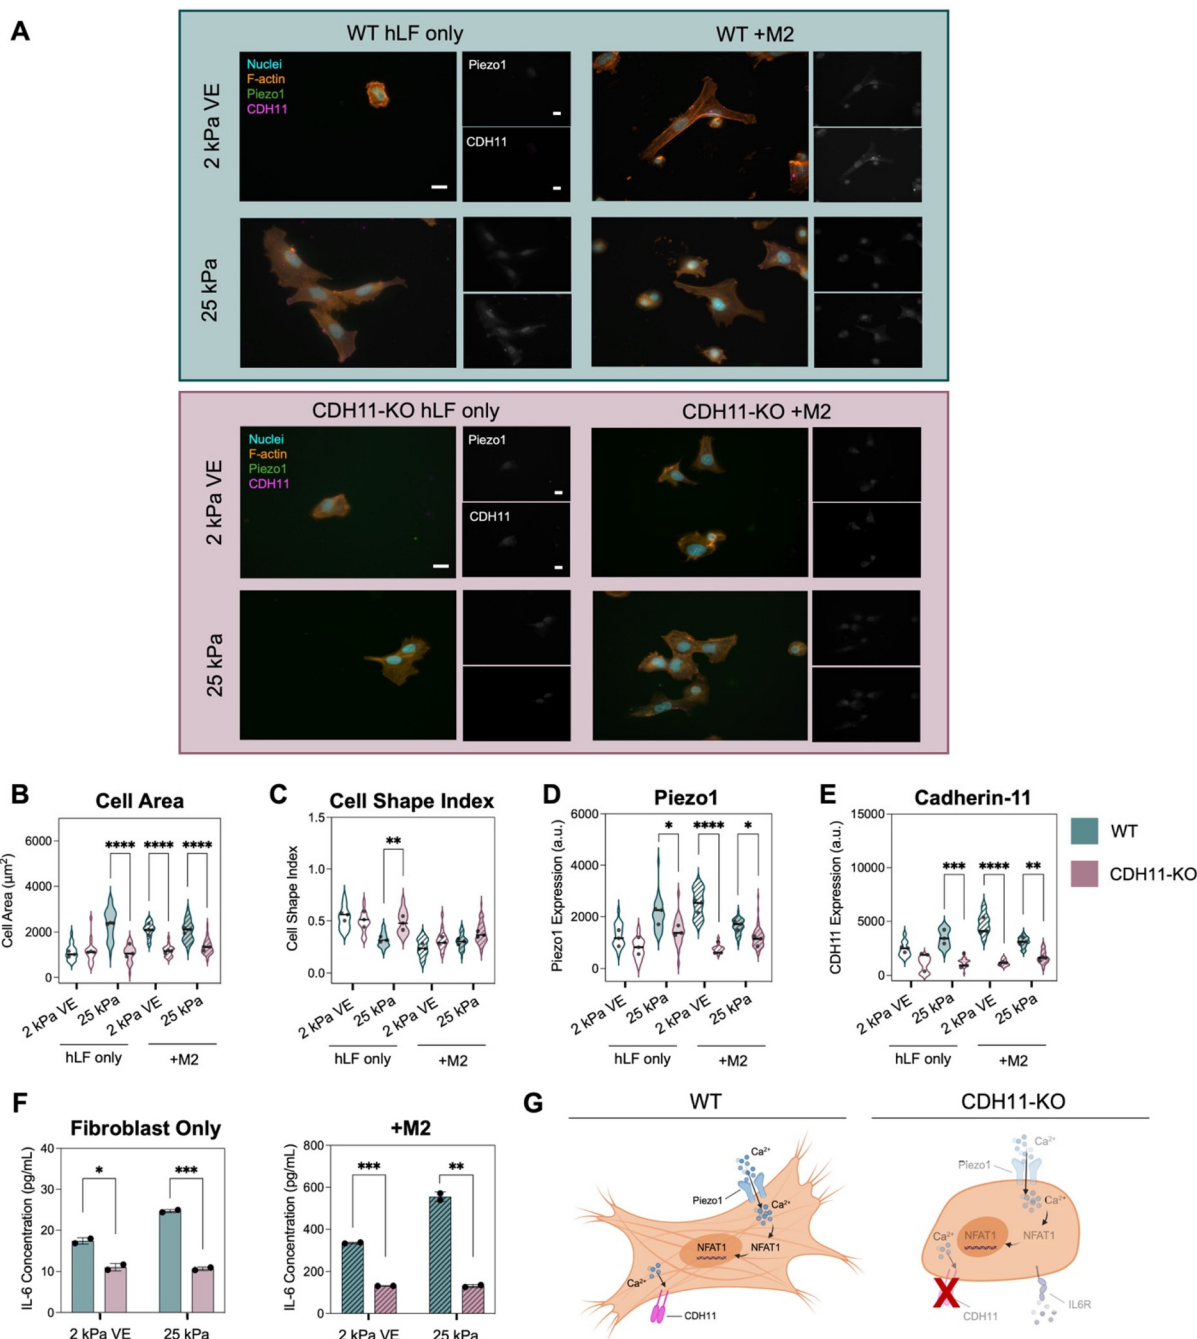 A
WT hLF only
WT +M2
2 kPa VE
Nuclei
F-actin
Piezo1
CDH11
Piezo1
CDH11
25 kPa
CDH11-KO hLF only
CDH11-KO +M2
2 kPa VE
Nuclei
F-actin
Piezo1
CDH11
Piezo1
CDH11
25 kPa
B
Cell Area
Cell Area (µm²)
6000
4000
2000
0
****
****
****
2 kPa VE
25 kPa
2 kPa VE
25 kPa
hLF only
+M2
C
Cell Shape Index
Cell Shape Index
1.5
1.0
0.5
0.0
**
2 kPa VE
25 kPa
2 kPa VE
25 kPa
hLF only
+M2
D
Piezo1
Piezo1 Expression (a.u.)
6000
4000
2000
0
*
****
*
2 kPa VE
25 kPa
2 kPa VE
25 kPa
hLF only
+M2
E
Cadherin-11
CDH11 Expression (a.u.)
15000
10000
5000
0
***
****
**
2 kPa VE
25 kPa
2 kPa VE
25 kPa
hLF only
+M2
WT
CDH11-KO
F
Fibroblast Only
IL-6 Concentration (pg/mL)
40
30
20
10
0
*
***
2 kPa VE
25 kPa
+M2
IL-6 Concentration (pg/mL)
800
600
400
200
0
***
**
2 kPa VE
25 kPa
G
WT
Ca²⁺
Piezo1
Ca²⁺
NFAT1
NFAT1
Ca²⁺
CDH11
CDH11-KO
Ca²⁺
Piezo1
Ca²⁺
Ca²⁺
NFAT1
NFAT1
X
CDH11
IL6R